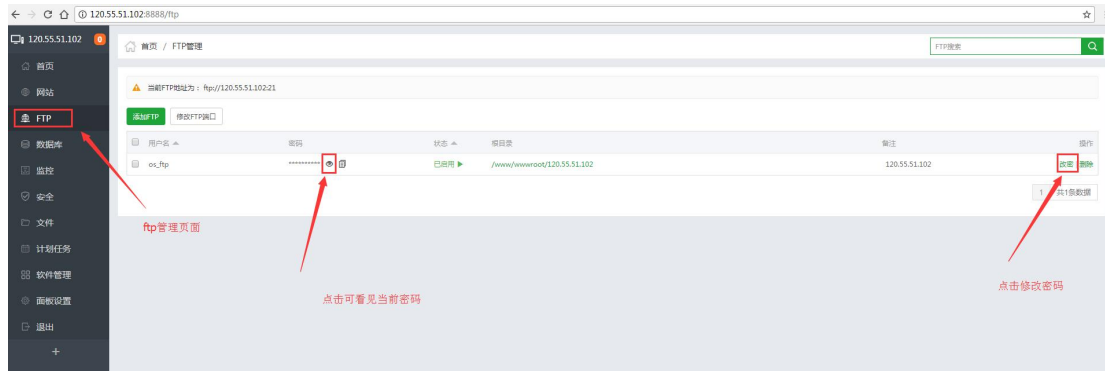 120.55.51.102:8888/ftp
120.55.51.102 0
首页 / FTP管理
FTP搜索
首页
网站
FTP
数据库
监控
安全
文件
计划任务
软件管理
面板设置
退出
+
当前FTP地址为：ftp://120.55.51.102:21
添加FTP 修改FTP端口
用户名 密码 状态 根目录 备注 操作
os_ftp ********** 已启用 /www/wwwroot/120.55.51.102 120.55.51.102 改密 删除
1 共1条数据
ftp管理页面
点击可看见当前密码
点击修改密码